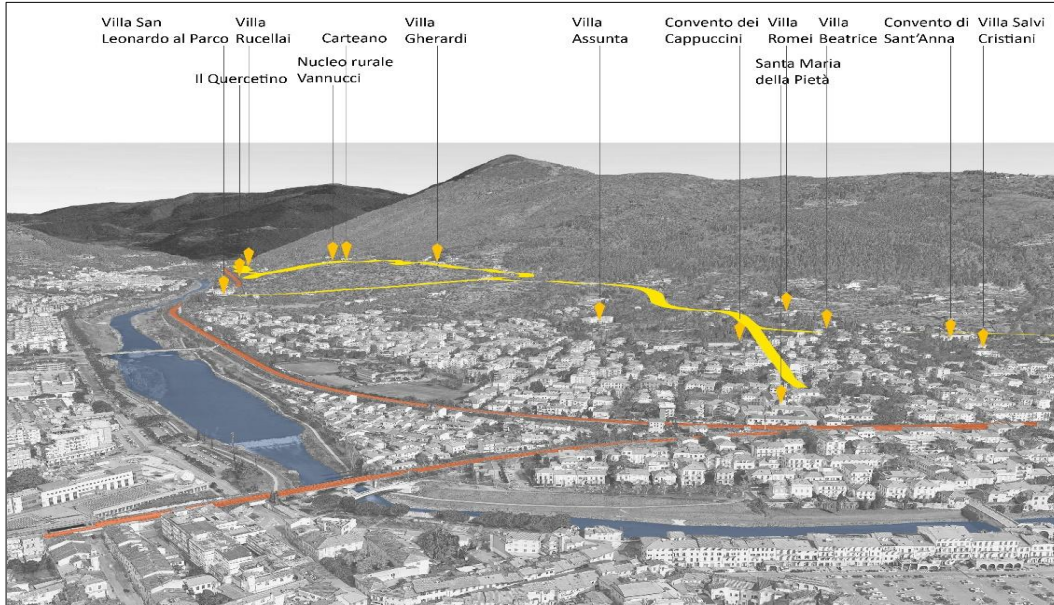 Villa San
Leonardo al Parco
Villa
Rucellai
Il Quercetino
Carteano
Nucleo rurale
Vannucci
Villa
Gherardi
Villa
Assunta
Convento dei
Cappuccini
Villa
Romei
Santa Maria
della Pietà
Villa
Beatrice
Convento di
Sant'Anna
Villa Salvi
Cristiani